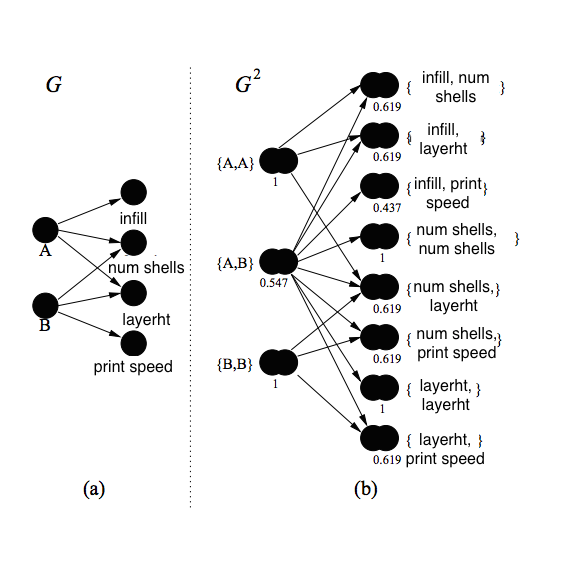 G
A
B
infill
num shells
layerht
print speed
(a)
G²
{A,A}
1
{A,B}
0.547
{B,B}
1
{ infill, num }
shells
0.619
{ infill, }
layerht
0.619
{infill, print}
speed
0.437
{ num shells, }
num shells
1
{num shells,}
layerht
0.619
{ num shells,}
print speed
0.619
{ layerht, }
layerht
1
{ layerht, }
print speed
0.619
(b)